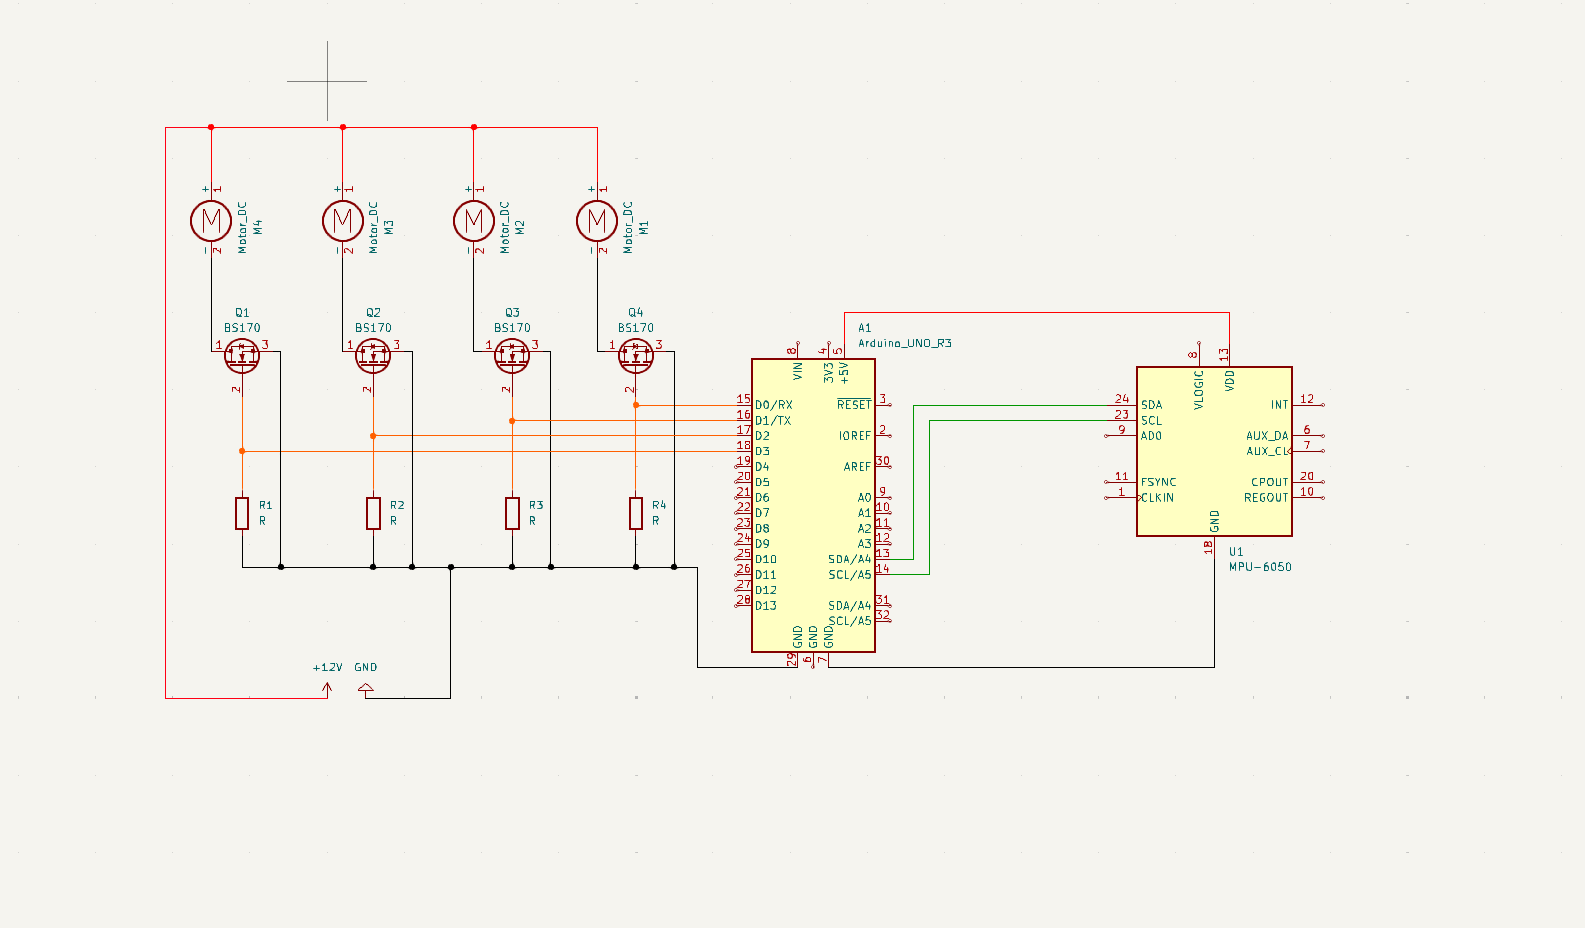 + 1
+ 1
+ 1
+ 1
M
Motor_DC
M4
M
Motor_DC
M3
M
Motor_DC
M2
M
Motor_DC
M1
- 2
- 2
- 2
- 2
Q1
BS170
1 3
2
Q2
BS170
1 3
2
Q3
BS170
1 3
2
Q4
BS170
1 3
2
R1
R
R2
R
R3
R
R4
R
+12V GND
A1
Arduino_UNO_R3
8 4 5
VIN 3V3 +5V
15 D0/RX RESET 3
16 D1/TX
17 D2 IOREF 2
18 D3
19 D4 AREF 30
20 D5
21 D6 A0 9
22 D7 A1 10
23 D8 A2 11
24 D9 A3 12
25 D10 SDA/A4 13
26 D11 SCL/A5 14
27 D12
28 D13 SDA/A4 31
SCL/A5 32
GND GND GND
29 6 7
8 13
VLOGIC VDD
24 SDA INT 12
23 SCL
9 AD0 AUX_DA 6
AUX_CL 7
11 FSYNC CPOUT 20
1 CLKIN REGOUT 10
GND
18
U1
MPU-6050